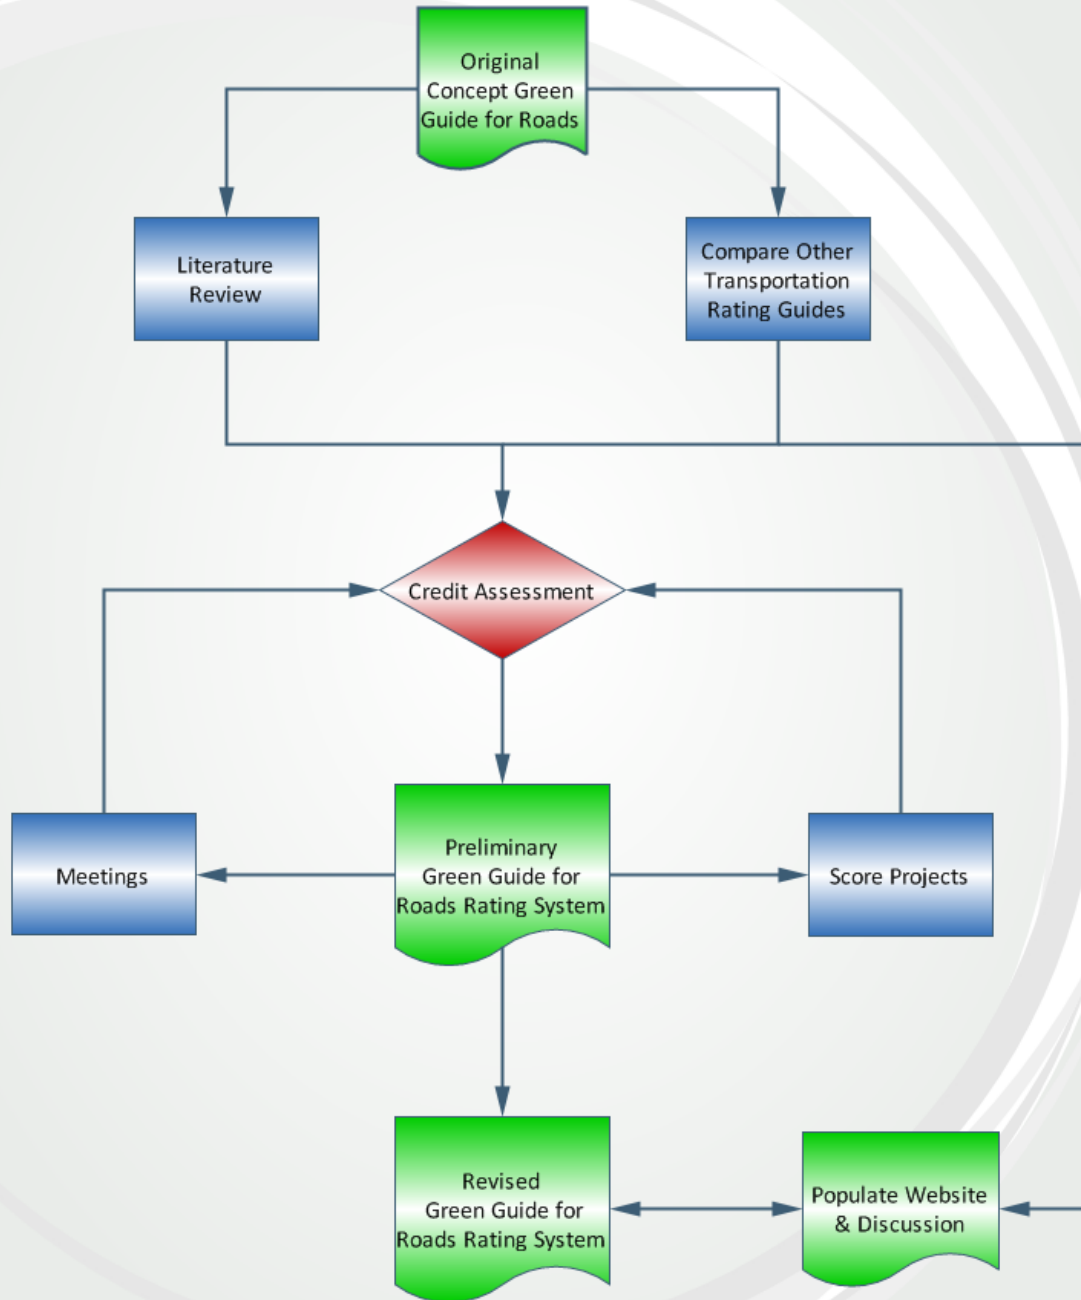 Original
Concept Green
Guide for Roads
Literature
Review
Compare Other
Transportation
Rating Guides
Credit Assessment
Meetings
Preliminary
Green Guide for
Roads Rating System
Score Projects
Revised
Green Guide for
Roads Rating System
Populate Website
& Discussion